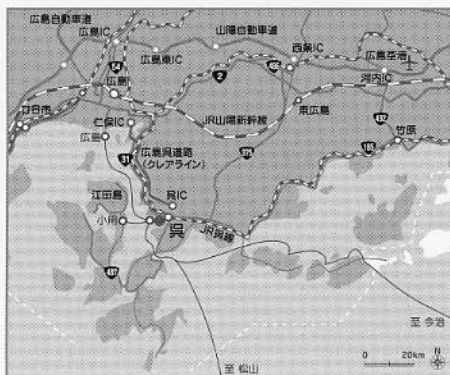 広島自動車道
広島IC
山陽自動車道
西条IC
広島空港
54
広島東IC
2
486
河内IC
広島
JR山陽新幹線
廿日市
仁保IC
東広島
432
竹原
広島
31
広島呉道路
(クレアライン)
375
185
呉IC
江田島
小用
呉
JR呉線
487
至 今治
至 松山
0 20km
N